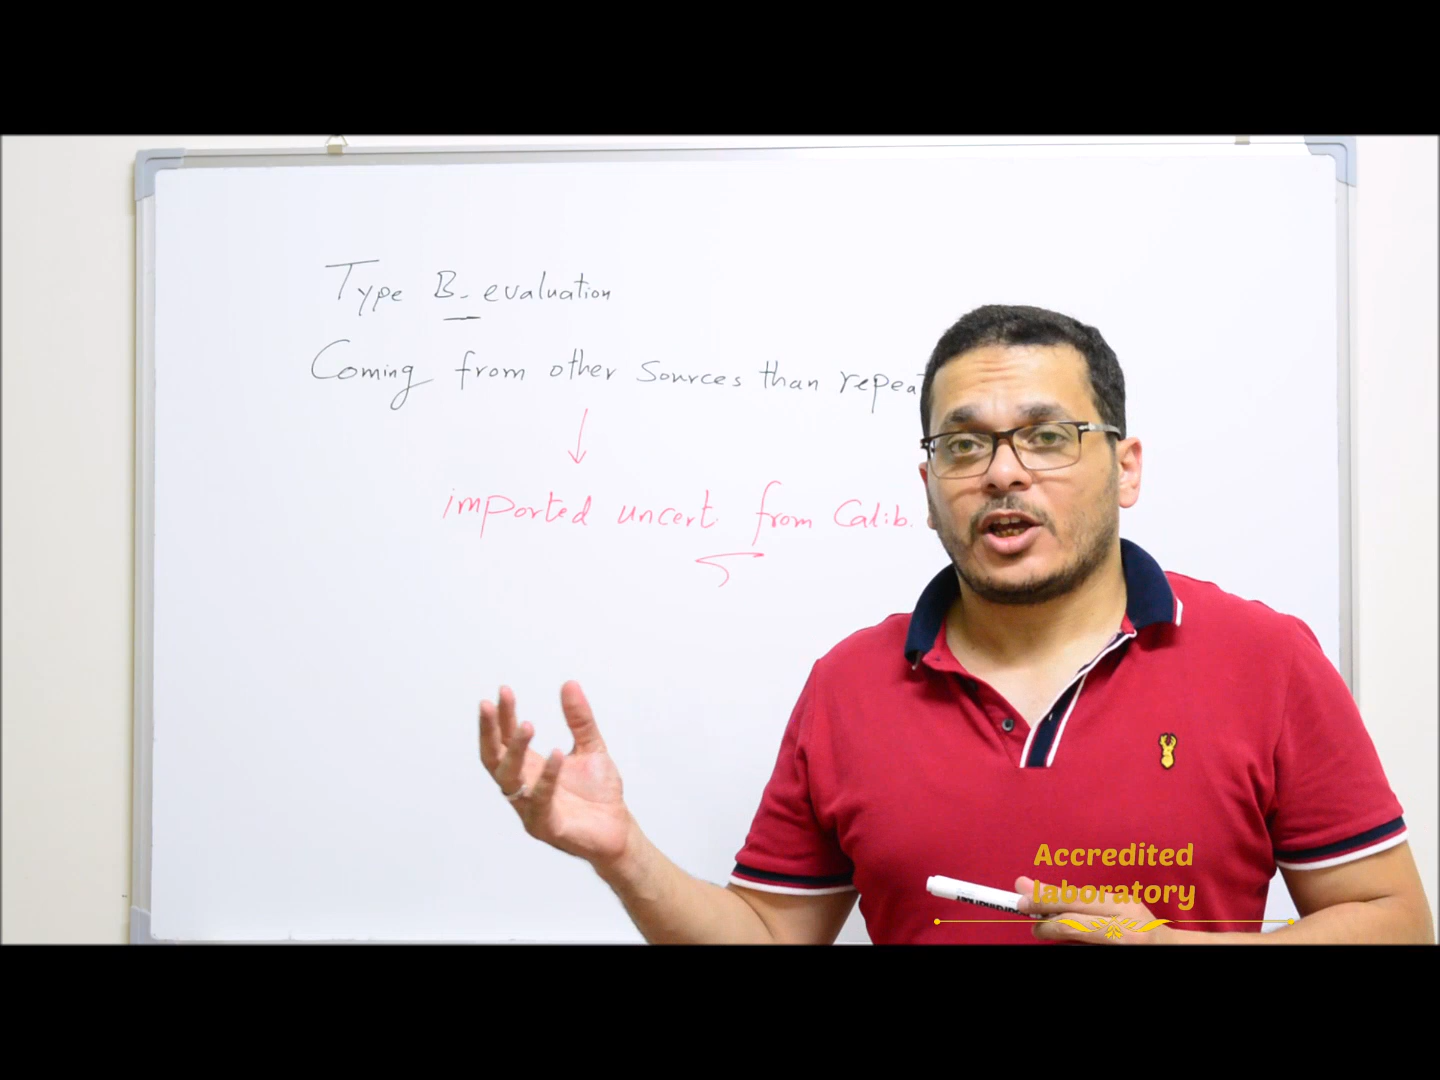 Type B- evaluation
Coming from other Sources than repeat
imported uncert. from Calib.
Accredited
laboratory